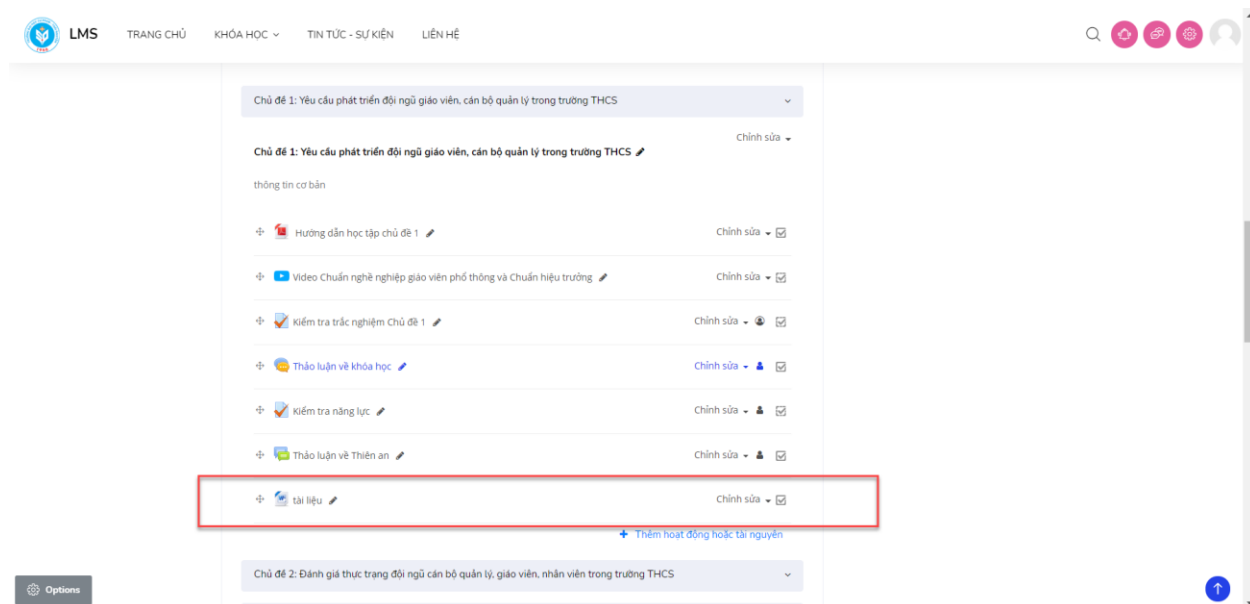 LMS TRANG CHỦ KHÓA HỌC TIN TỨC - SỰ KIỆN LIÊN HỆ
Chủ đề 1: Yêu cầu phát triển đội ngũ giáo viên, cán bộ quản lý trong trường THCS
Chỉnh sửa
Chủ đề 1: Yêu cầu phát triển đội ngũ giáo viên, cán bộ quản lý trong trường THCS
thông tin cơ bản
Hướng dẫn học tập chủ đề 1 Chỉnh sửa
Video Chuẩn nghề nghiệp giáo viên phổ thông và Chuẩn hiệu trưởng Chỉnh sửa
Kiểm tra trắc nghiệm Chủ đề 1 Chỉnh sửa
Thảo luận về khóa học Chỉnh sửa
Kiểm tra năng lực Chỉnh sửa
Thảo luận về Thiên an Chỉnh sửa
tài liệu Chỉnh sửa
Thêm hoạt động hoặc tài nguyên
Chủ đề 2: Đánh giá thực trạng đội ngũ cán bộ quản lý, giáo viên, nhân viên trong trường THCS
Options